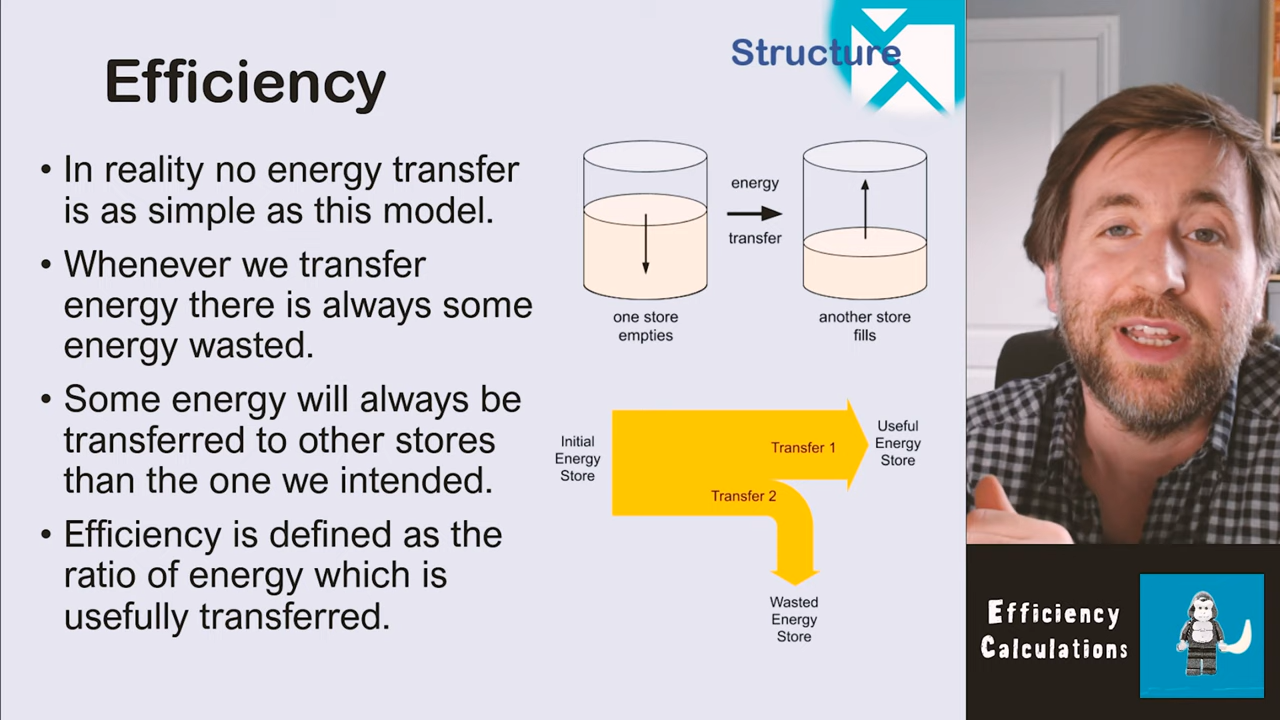 Structure
Efficiency
• In reality no energy transfer
is as simple as this model.
• Whenever we transfer
energy there is always some
energy wasted.
• Some energy will always be
transferred to other stores
than the one we intended.
• Efficiency is defined as the
ratio of energy which is
usefully transferred.
energy
transfer
one store
empties
another store
fills
Initial
Energy
Store
Transfer 1
Useful
Energy
Store
Transfer 2
Wasted
Energy
Store
Efficiency
Calculations